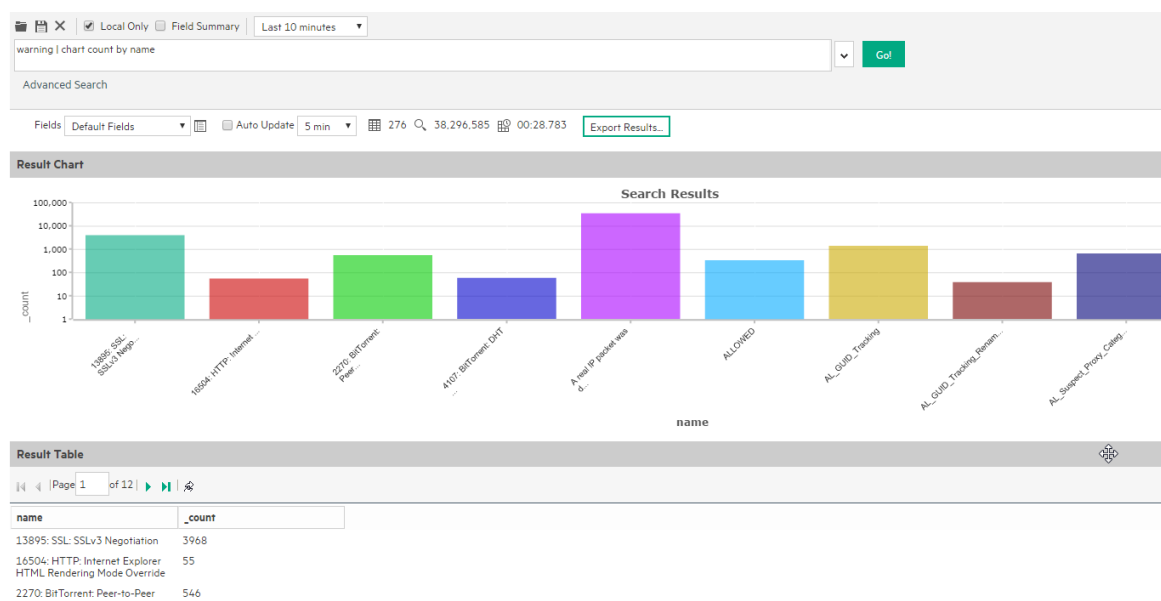 Local Only Field Summary Last 10 minutes
warning | chart count by name
Go!
Advanced Search
Fields Default Fields Auto Update 5 min 276 38,296,585 00:28.783 Export Results...
Result Chart
Search Results
100,000
10,000
1,000
100
10
1
_count
13895: SSL:
SSLv3 Nego...
16504: HTTP: Internet ...
2270: BitTorrent:
Peer...
4107: BitTorrent: DHT
...
A real IP packet was
d...
ALLOWED
AL_GUID_Tracking
AL_GUID_Tracking_Renam...
AL_Suspect_Proxy_Categ...
name
Result Table
Page 1 of 12
name _count
13895: SSL: SSLv3 Negotiation 3968
16504: HTTP: Internet Explorer 55
HTML Rendering Mode Override
2270: BitTorrent: Peer-to-Peer 546